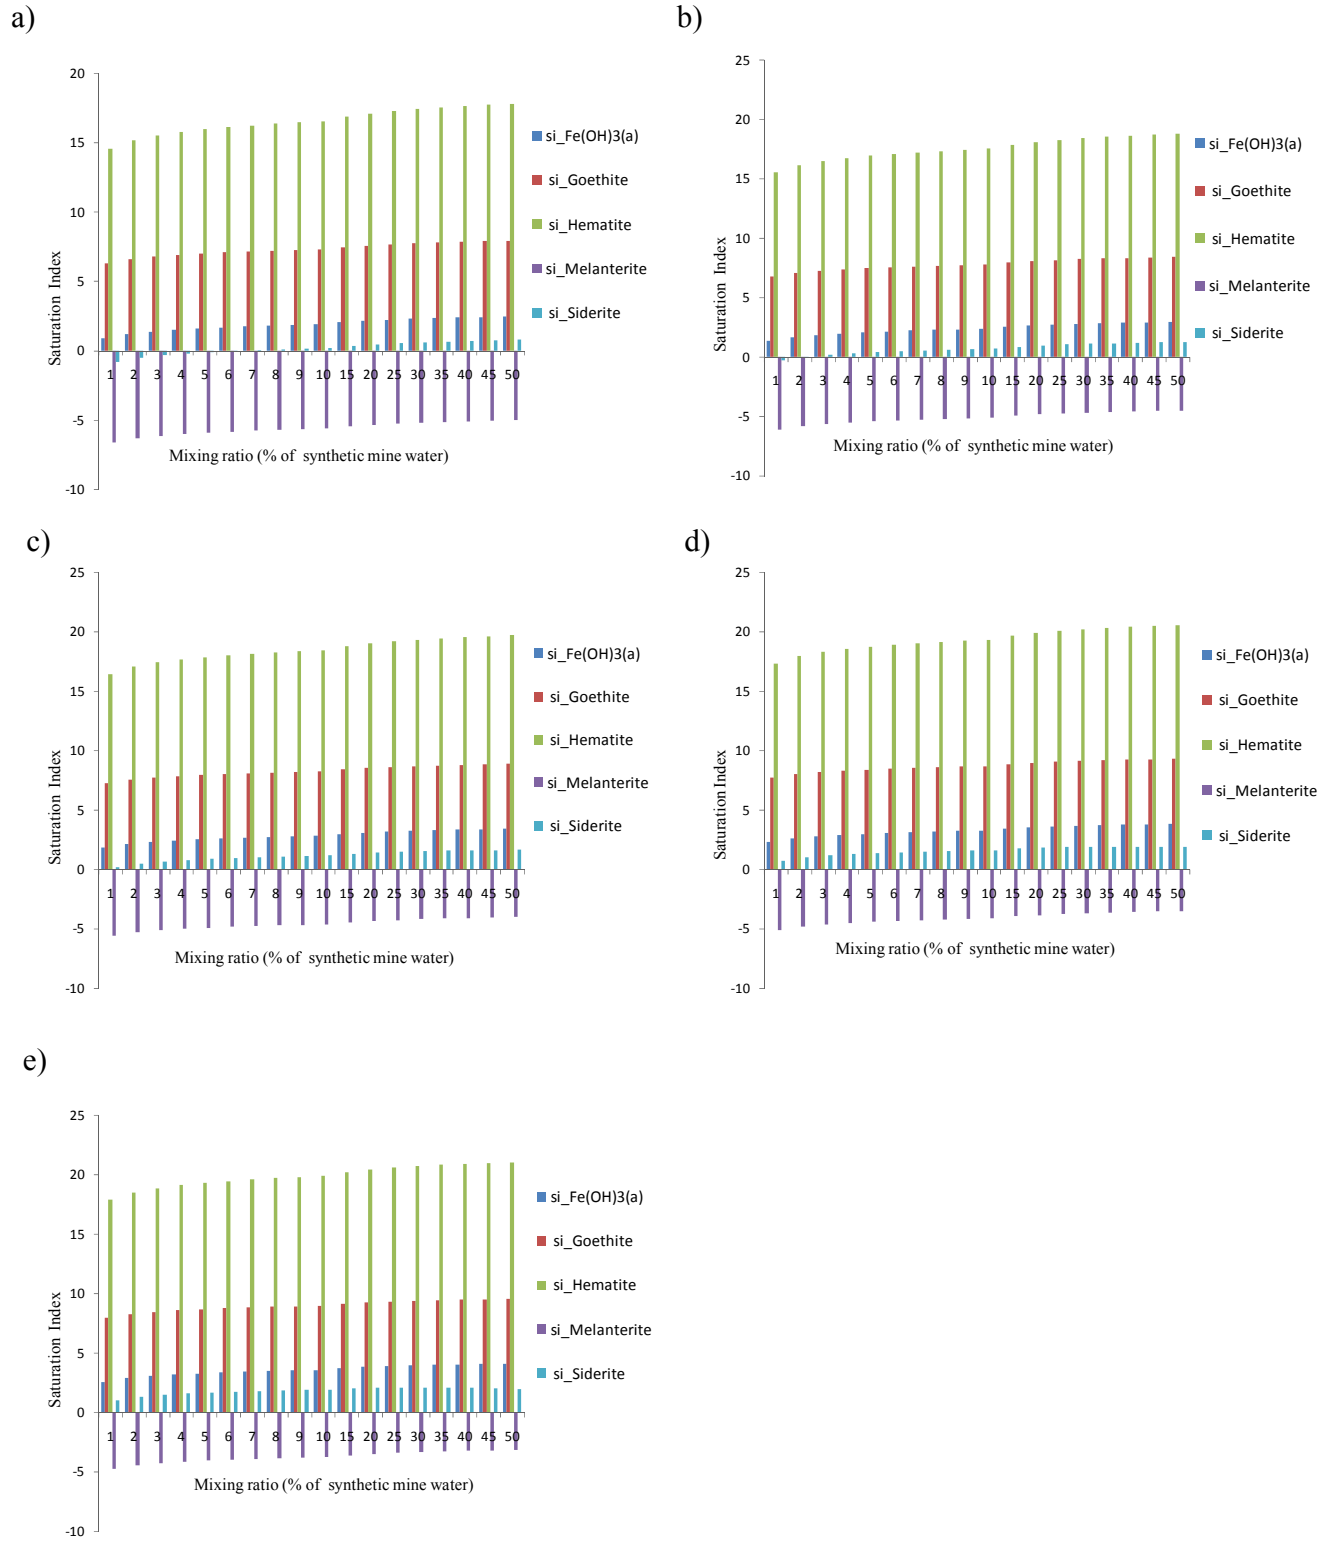 a)
20
15
10
5
0
-5
-10
Saturation Index
1 2 3 4 5 6 7 8 9 10 15 20 25 30 35 40 45 50
Mixing ratio (% of synthetic mine water)
si_Fe(OH)3(a)
si_Goethite
si_Hematite
si_Melanterite
si_Siderite
b)
25
20
15
10
5
0
-5
-10
Saturation Index
1 2 3 4 5 6 7 8 9 10 15 20 25 30 35 40 45 50
Mixing ratio (% of synthetic mine water)
si_Fe(OH)3(a)
si_Goethite
si_Hematite
si_Melanterite
si_Siderite
c)
25
20
15
10
5
0
-5
-10
Saturation Index
1 2 3 4 5 6 7 8 9 10 15 20 25 30 35 40 45 50
Mixing ratio (% of synthetic mine water)
si_Fe(OH)3(a)
si_Goethite
si_Hematite
si_Melanterite
si_Siderite
d)
25
20
15
10
5
0
-5
-10
Saturation Index
1 2 3 4 5 6 7 8 9 10 15 20 25 30 35 40 45 50
Mixing ratio (% of synthetic mine water)
si_Fe(OH)3(a)
si_Goethite
si_Hematite
si_Melanterite
si_Siderite
e)
25
20
15
10
5
0
-5
-10
Saturation Index
1 2 3 4 5 6 7 8 9 10 15 20 25 30 35 40 45 50
Mixing ratio (% of synthetic mine water)
si_Fe(OH)3(a)
si_Goethite
si_Hematite
si_Melanterite
si_Siderite